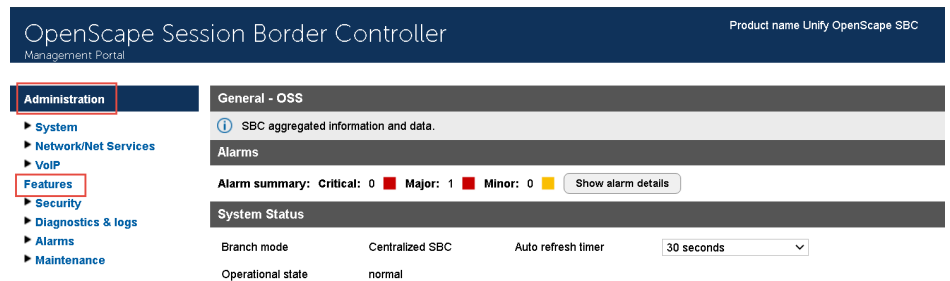 OpenScape Session Border Controller
Product name Unify OpenScape SBC
Management Portal
Administration
System
Network/Net Services
VoIP
Features
Security
Diagnostics & logs
Alarms
Maintenance
General - OSS
SBC aggregated information and data.
Alarms
Alarm summary: Critical: 0 Major: 1 Minor: 0 Show alarm details
System Status
Branch mode Centralized SBC Auto refresh timer 30 seconds
Operational state normal